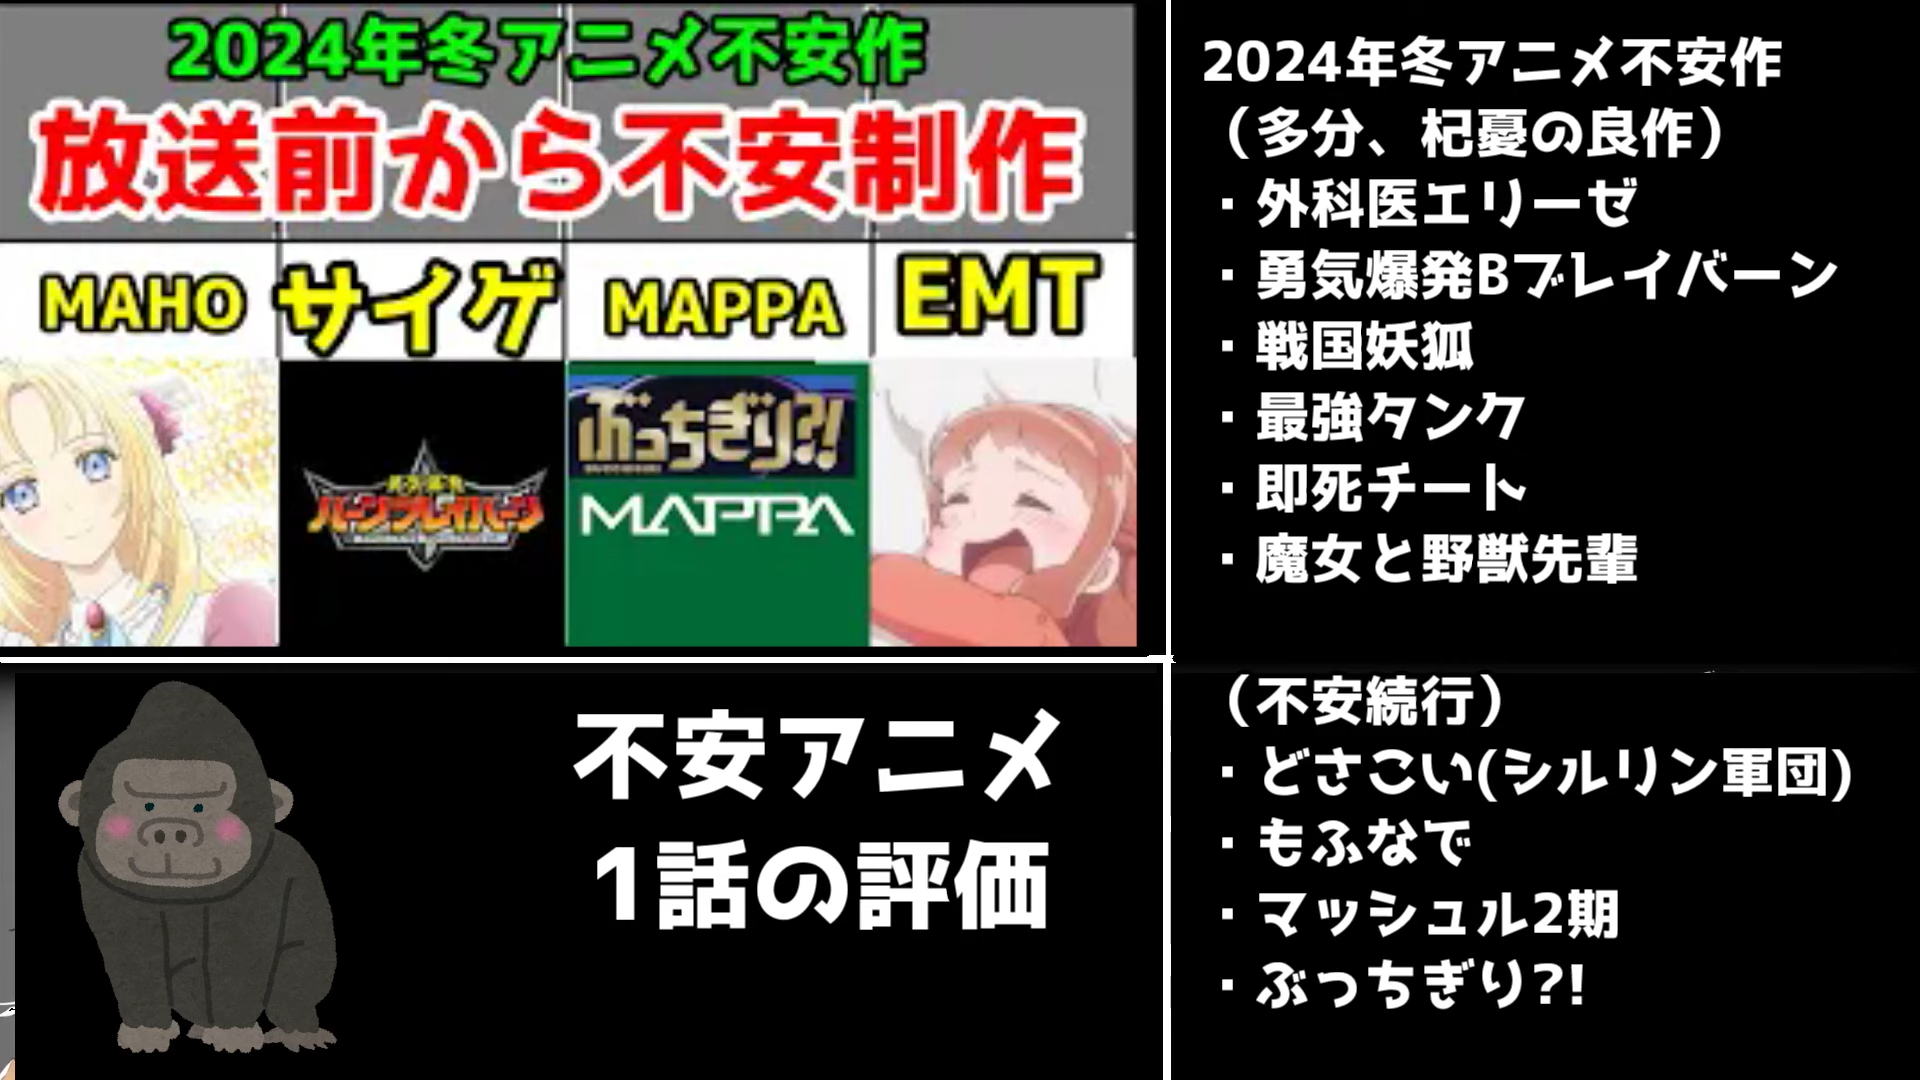 2024年冬アニメ不安作
放送前から不安制作
MAHO
サイゲ
MAPPA
EMT
ブレイバーン
ぶっちぎり?!
MAPPA
2024年冬アニメ不安作
（多分、杞憂の良作）
・外科医エリーゼ
・勇気爆発Bブレイバーン
・戦国妖狐
・最強タンク
・即死チート
・魔女と野獣先輩
不安アニメ
1話の評価
（不安続行）
・どさこい(シルリン軍団)
・もふなで
・マッシュル2期
・ぶっちぎり?!